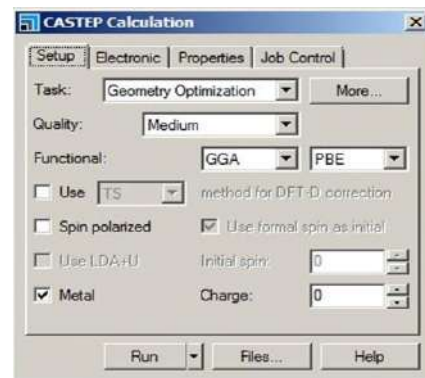 CASTEP Calculation
Setup Electronic Properties Job Control
Task: Geometry Optimization More...
Quality: Medium
Functional: GGA PBE
Use TS method for DFT-D correction
Spin polarized Use formal spin as initial
Use LDA+U Initial spin: 0
Metal Charge: 0
Run Files... Help